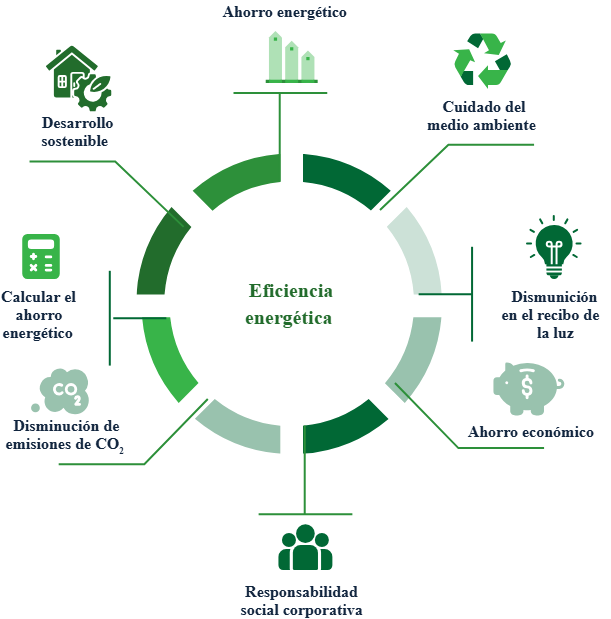 Ahorro energético
Cuidado del
medio ambiente
Dismunición
en el recibo de
la luz
Ahorro económico
Responsabilidad
social corporativa
CO2
Disminución de
emisiones de CO2
Calcular el
ahorro
energético
Desarrollo
sostenible
Eficiencia
energética
$